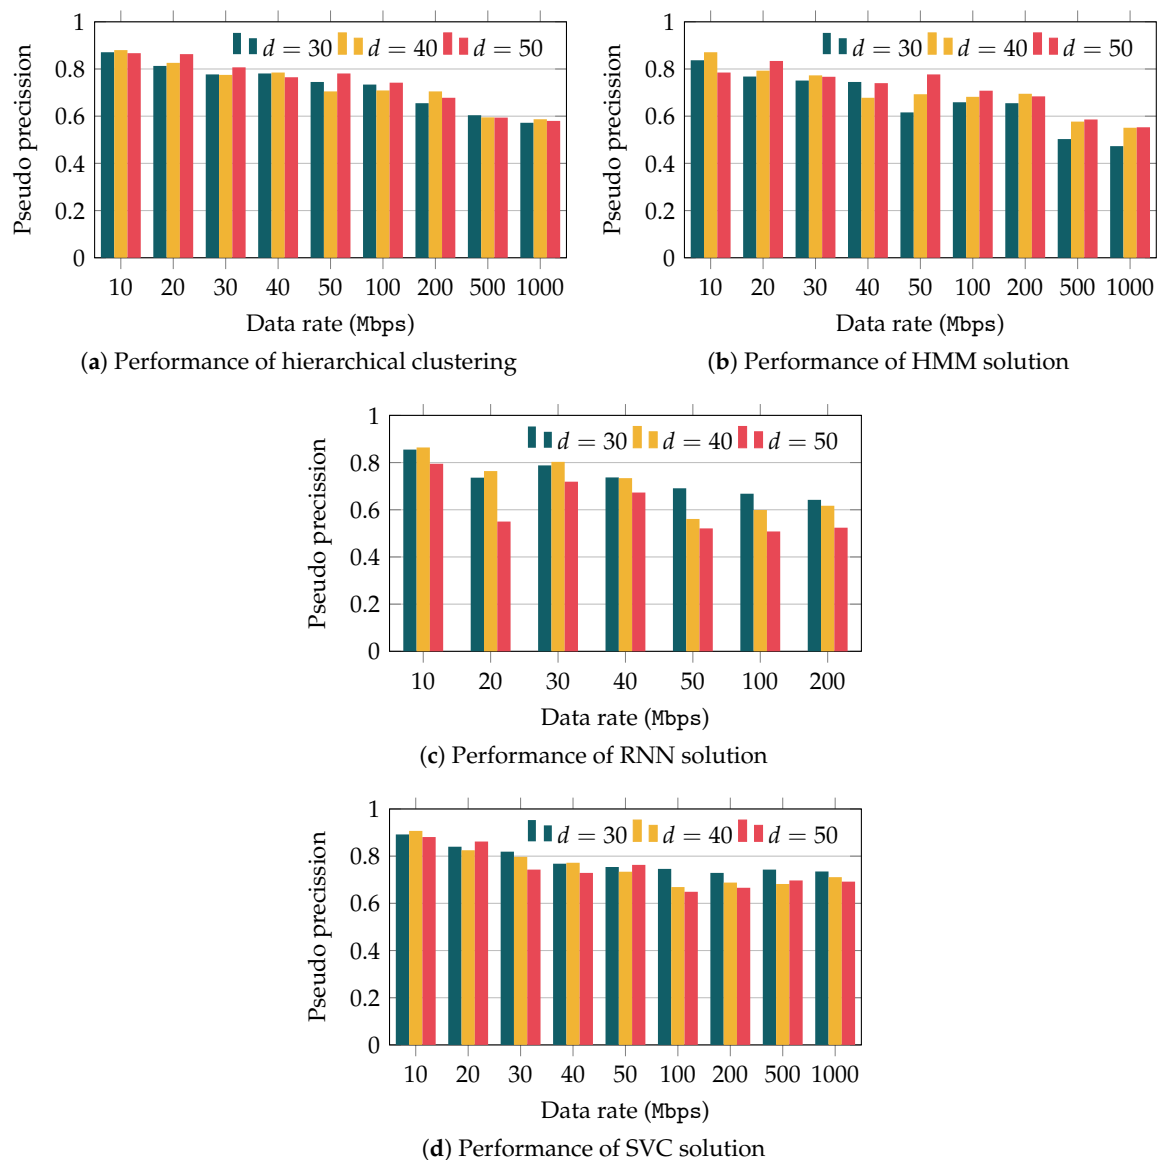 1
0.8
0.6
0.4
0.2
0
Pseudo precission
d = 30 d = 40 d = 50
10 20 30 40 50 100 200 500 1000
Data rate (Mbps)
(a) Performance of hierarchical clustering
1
0.8
0.6
0.4
0.2
0
Pseudo precission
d = 30 d = 40 d = 50
10 20 30 40 50 100 200 500 1000
Data rate (Mbps)
(b) Performance of HMM solution
1
0.8
0.6
0.4
0.2
0
Pseudo precission
d = 30 d = 40 d = 50
10 20 30 40 50 100 200
Data rate (Mbps)
(c) Performance of RNN solution
1
0.8
0.6
0.4
0.2
0
Pseudo precission
d = 30 d = 40 d = 50
10 20 30 40 50 100 200 500 1000
Data rate (Mbps)
(d) Performance of SVC solution